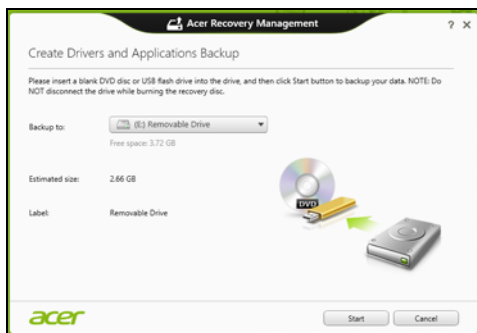 Acer Recovery Management
? ×
Create Drivers and Applications Backup
Please insert a blank DVD disc or USB flash drive into the drive, and then click Start button to backup your data. NOTE: Do
NOT disconnect the drive while burning the recovery disc.
Backup to:
(E:) Removable Drive
Free space: 3.72 GB
Estimated size:
2.66 GB
Label:
Removable Drive
DVD
acer
Start
Cancel